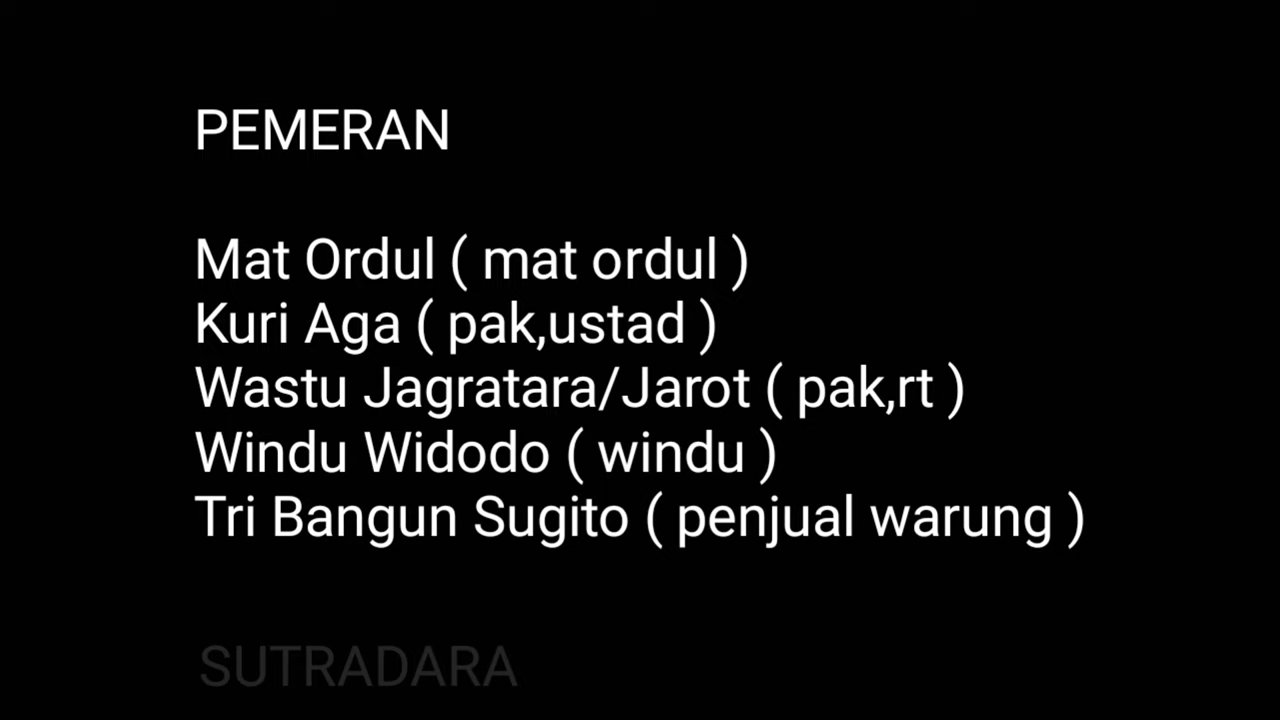 PEMERAN
Mat Ordul ( mat ordul )
Kuri Aga ( pak,ustad )
Wastu Jagratara/Jarot ( pak,rt )
Windu Widodo ( windu )
Tri Bangun Sugito ( penjual warung )
SUTRADARA